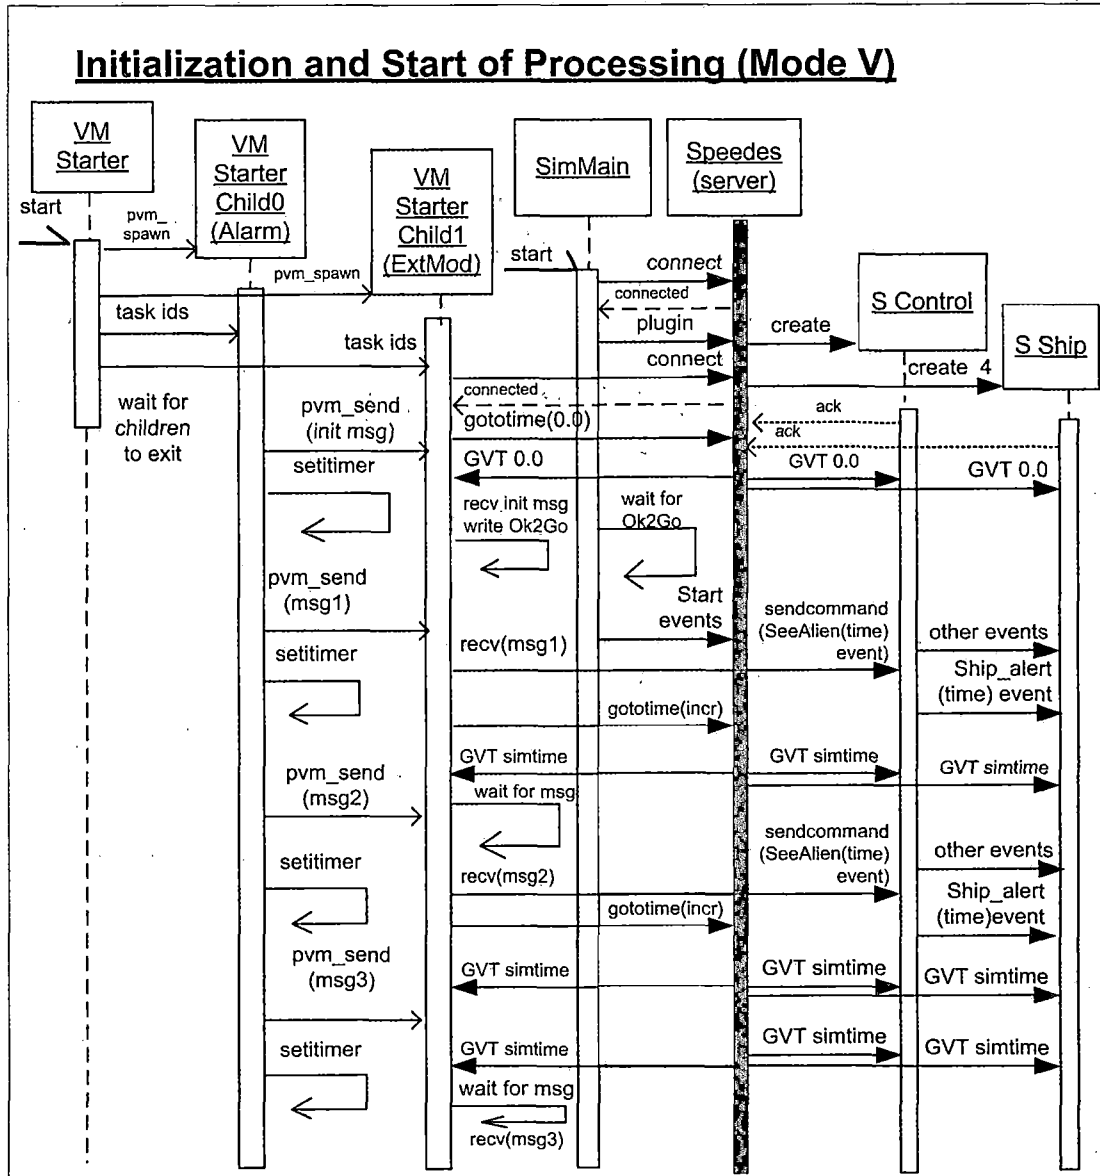 Initialization and Start of Processing (Mode V)
VM
Starter
VM
Starter
Child0
(Alarm)
VM
Starter
Child1
(ExtMod)
SimMain
Speedes
(server)
S Control
S Ship
start
pvm_
spawn
pvm_spawn
start
connect
connected
plugin
create
task ids
task ids
connect
create 4
connected
wait for
children
to exit
pvm_send
(init msg)
gototime(0.0)
ack
ack
setitimer
GVT 0.0
GVT 0.0
GVT 0.0
recv init msg
write Ok2Go
wait for
Ok2Go
pvm_send
(msg1)
Start
events
sendcommand
(SeeAlien(time)
event)
other events
recv(msg1)
setitimer
Ship_alert
(time) event
gototime(incr)
GVT simtime
GVT simtime
GVT simtime
pvm_send
(msg2)
wait for msg
sendcommand
(SeeAlien(time)
event)
other events
setitimer
recv(msg2)
Ship_alert
(time)event
gototime(incr)
pvm_send
(msg3)
GVT simtime
GVT simtime
GVT simtime
setitimer
GVT simtime
GVT simtime
GVT simtime
wait for msg
recv(msg3)